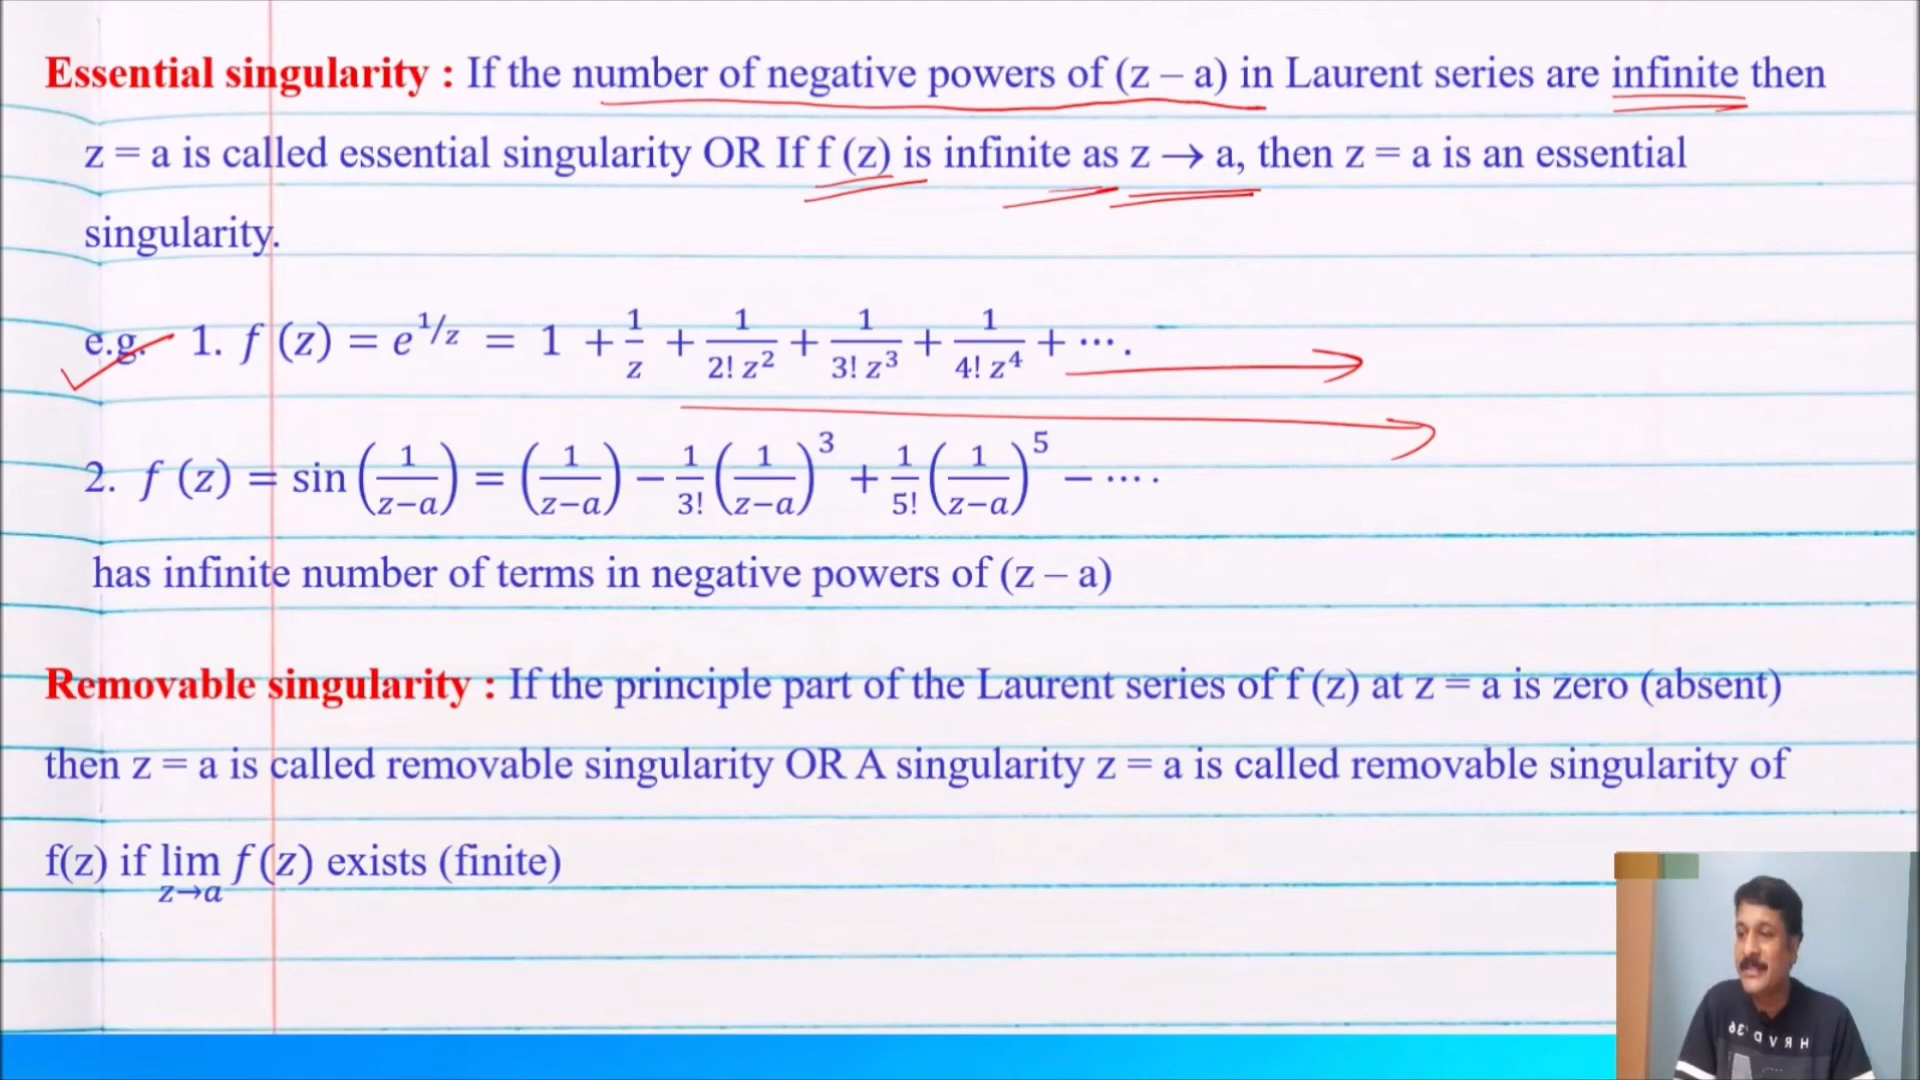 Essential singularity : If the number of negative powers of (z – a) in Laurent series are infinite then
z = a is called essential singularity OR If f (z) is infinite as z → a, then z = a is an essential
singularity.
e.g. 1. f (z) = e^{1/z} = 1 + 1/z + 1/(2! z^2) + 1/(3! z^3) + 1/(4! z^4) + ⋯.
2. f (z) = sin(1/(z−a)) = (1/(z−a)) − 1/3! (1/(z−a))^3 + 1/5! (1/(z−a))^5 − ⋯.
has infinite number of terms in negative powers of (z – a)
Removable singularity : If the principle part of the Laurent series of f (z) at z = a is zero (absent)
then z = a is called removable singularity OR A singularity z = a is called removable singularity of
f(z) if lim_{z→a} f (z) exists (finite)
HRVD '36